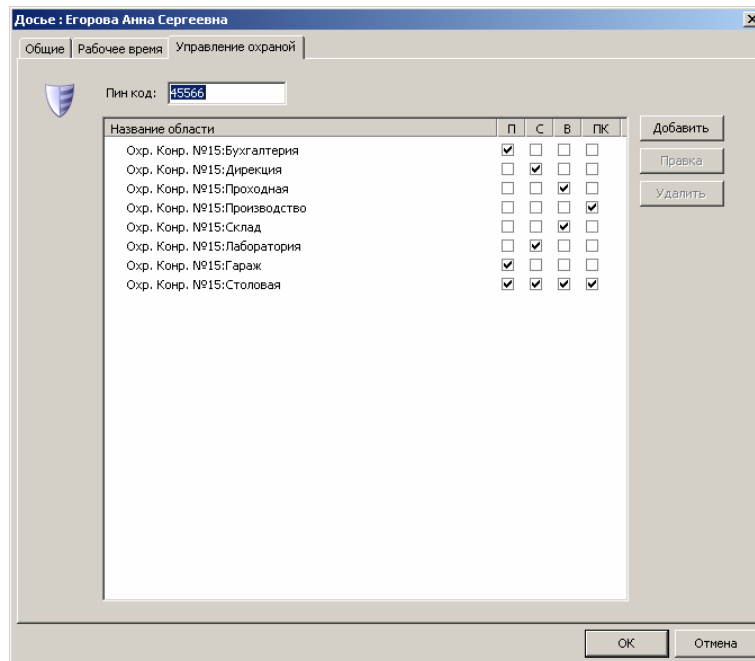 Досье : Егорова Анна Сергеевна
Общие Рабочее время Управление охраной
Пин код: 45566
Название области П С В ПК
Охр. Конр. №15:Бухгалтерия
Охр. Конр. №15:Дирекция
Охр. Конр. №15:Проходная
Охр. Конр. №15:Производство
Охр. Конр. №15:Склад
Охр. Конр. №15:Лаборатория
Охр. Конр. №15:Гараж
Охр. Конр. №15:Столовая
Добавить
Правка
Удалить
OK Отмена